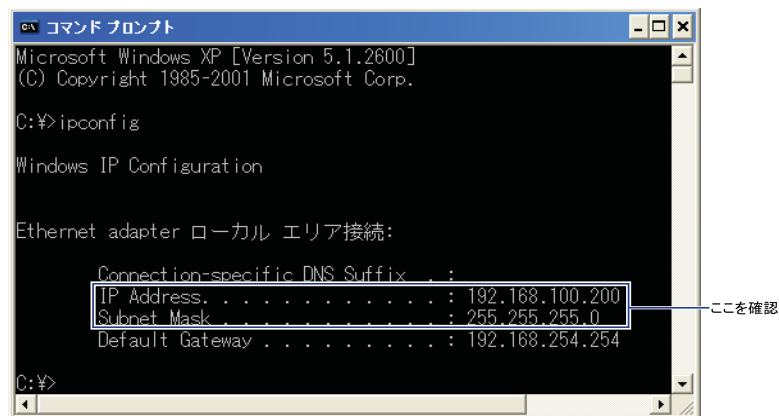 コマンド プロンプト
Microsoft Windows XP [Version 5.1.2600]
(C) Copyright 1985-2001 Microsoft Corp.
C:¥>ipconfig
Windows IP Configuration
Ethernet adapter ローカル エリア接続:
Connection-specific DNS Suffix  . :
IP Address. . . . . . . . . . . . : 192.168.100.200
Subnet Mask . . . . . . . . . . . : 255.255.255.0
ここを確認
Default Gateway . . . . . . . . . : 192.168.254.254
C:¥>